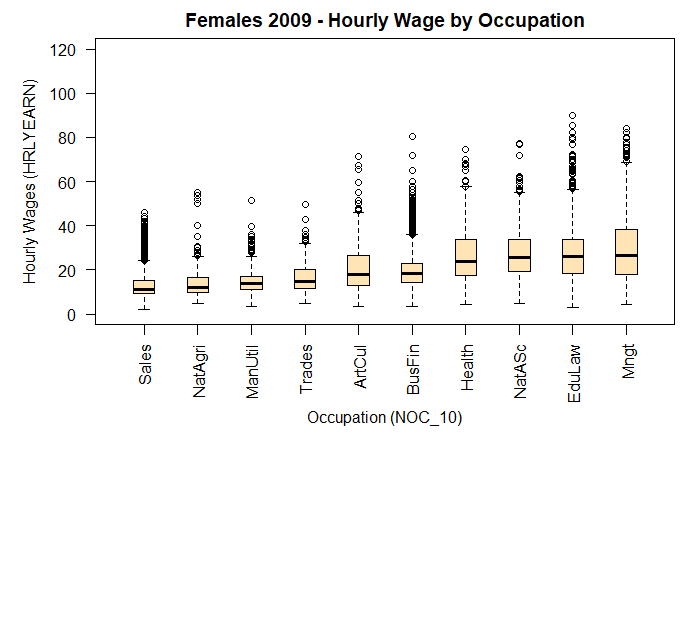 Females 2009 - Hourly Wage by Occupation
Hourly Wages (HRLYEARN)
120
100
80
60
40
20
0
Sales
NatAgri
ManUtil
Trades
ArtCul
BusFin
Health
NatASc
EduLaw
Mngt
Occupation (NOC_10)